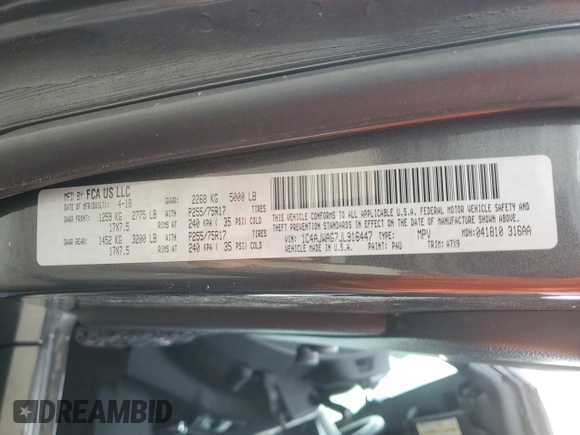 MFD BY FCA US LLC
DATE OF MFR(BUILT): 4-18 GVWR: 2268 KG 5000 LB
GAWR FRONT: 1259 KG 2775 LB P255/75R17 TIRES
17X7.5 RIMS AT 240 KPA ( 35 PSI) COLD
GAWR REAR: 1452 KG 3200 LB P255/75R17 TIRES
17X7.5 RIMS AT 240 KPA ( 35 PSI) COLD
THIS VEHICLE CONFORMS TO ALL APPLICABLE U.S.A. FEDERAL MOTOR VEHICLE SAFETY,
BUMPER, AND THEFT PREVENTION STANDARDS IN EFFECT ON THE DATE OF MANUFACTURE SHOWN ABOVE.
VIN: 1C4AJWAG7JL916447 TYPE: MPV MDH: 041810 316AA
VEHICLE MADE IN U.S.A. PAINT: PAU TRIM: A7X9
DREAMBID